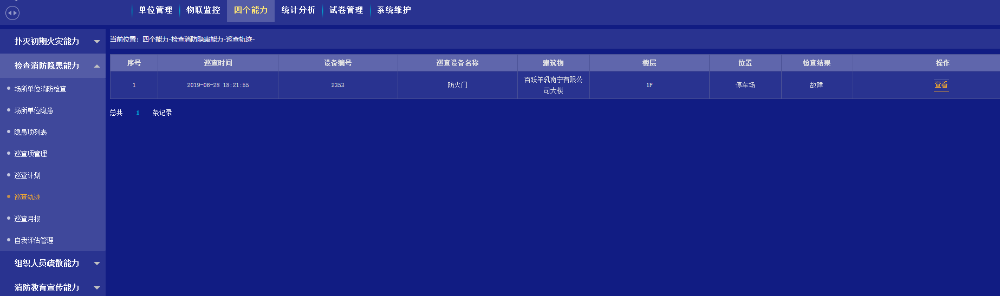 单位管理 物联监控 四个能力 统计分析 试卷管理 系统维护
扑灭初期火灾能力
检查消防隐患能力
场所单位消防检查
场所单位隐患
隐患项列表
巡查项管理
巡查计划
巡查轨迹
巡查月报
自我评估管理
组织人员疏散能力
消防教育宣传能力
当前位置：四个能力-检查消防隐患能力-巡查轨迹-
序号 巡查时间 设备编号 巡查设备名称 建筑物 楼层 位置 检查结果 操作
1 2019-06-28 18:21:55 2353 防火门 百跃羊乳南宁有限公 1F 停车场 故障 查看
司大楼
总共 1 条记录